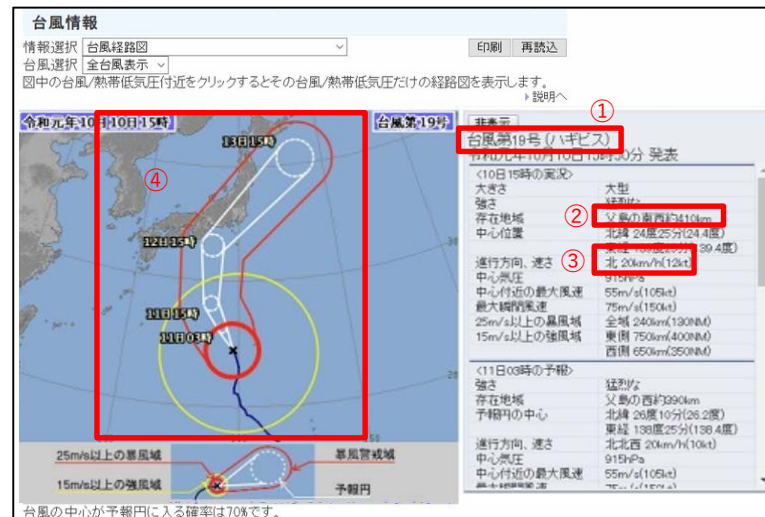 台風情報
情報選択 台風経路図
印刷 再読込
台風選択 全台風表示
図中の台風/熱帯低気圧付近をクリックするとその台風/熱帯低気圧だけの経路図を表示します。
説明へ
令和元年10月10日15時
台風第19号
13日15時
12日15時
11日15時
11日03時
④
30
20
25m/s以上の暴風域
暴風警戒域
15m/s以上の強風域
予報円
台風の中心が予報円に入る確率は70%です。
①
非表示
台風第19号 (ハギビス)
令和元年10月10日15時50分 発表
<10日15時の実況>
大きさ 大型
強さ 猛烈な
存在地域 ② 父島の南西約410km
中心位置 北緯 24度25分(24.4度)
進行方向、速さ ③ 北 20km/h(12kt)
中心気圧 915hPa
中心付近の最大風速 55m/s(105kt)
最大瞬間風速 75m/s(150kt)
25m/s以上の暴風域 全域 240km(130NM)
15m/s以上の強風域 東側 750km(400NM)
西側 650km(350NM)
<11日03時の予報>
強さ 猛烈な
存在地域 父島の西約390km
予報円の中心 北緯 26度10分(26.2度)
東経 138度25分(138.4度)
進行方向、速さ 北北西 20km/h(10kt)
中心気圧 915hPa
中心付近の最大風速 55m/s(105kt)